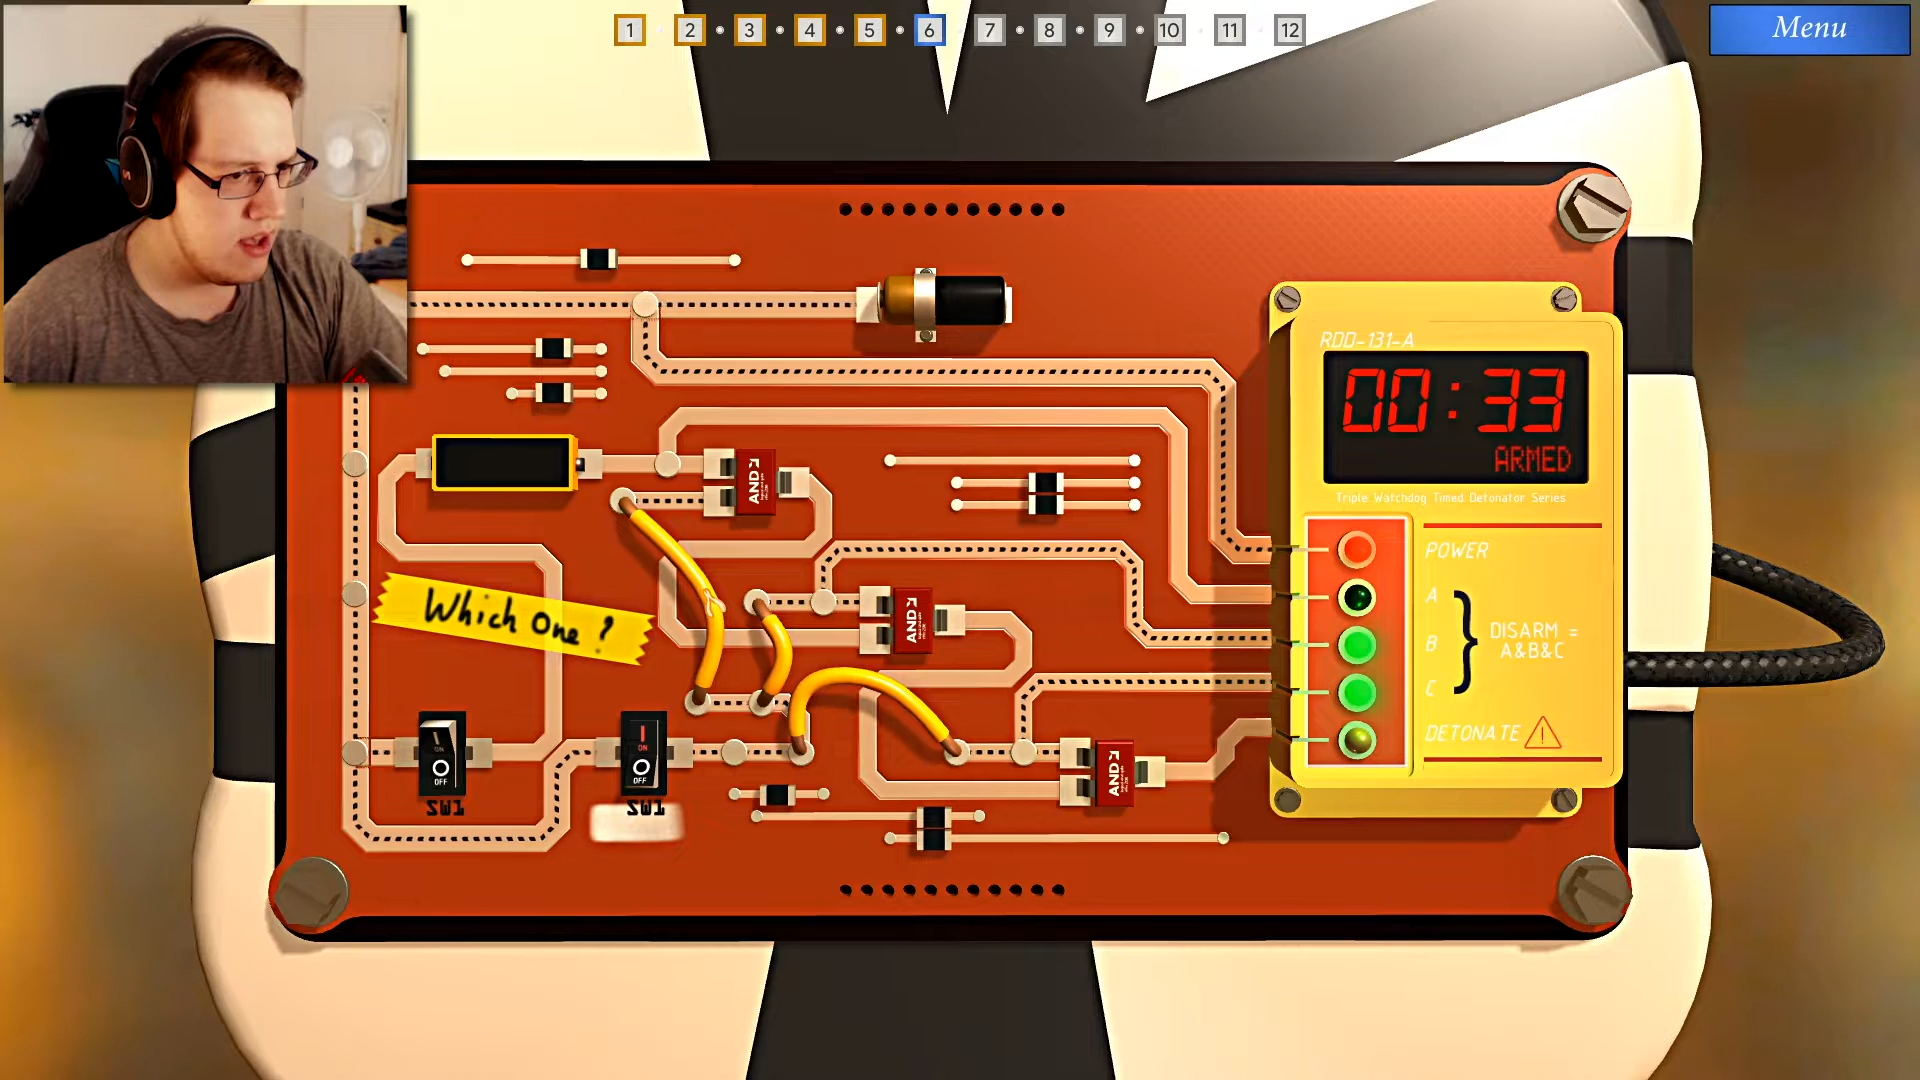 1 2 3 4 5 6 7 8 9 10 11 12
Menu
RDD-131-A
00:33
ARMED
Triple Watchdog Timed Detonator Series
POWER
A
B
C
DISARM =
A&B&C
DETONATE
AND
AND
AND
Which One ?
ON
OFF
SW1
ON
OFF
SW1